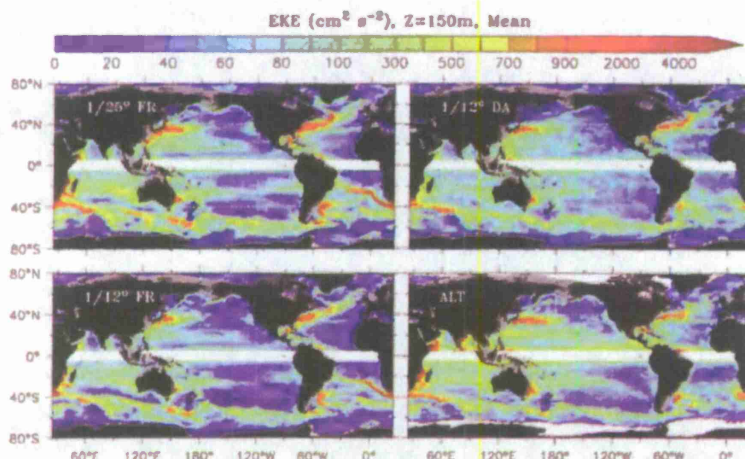 EKE (cm² s⁻²), Z=150m, Mean
0 20 40 60 80 100 300 500 700 900 2000 4000
80°N 1/25° FR 1/12° DA
40°N
0°
40°S
80°S
80°N 1/12° FR ALT
40°N
0°
40°S
80°S
60°E 120°E 180° 120°W 60°W 0° 60°E 120°E 180° 120°W 60°W 0°